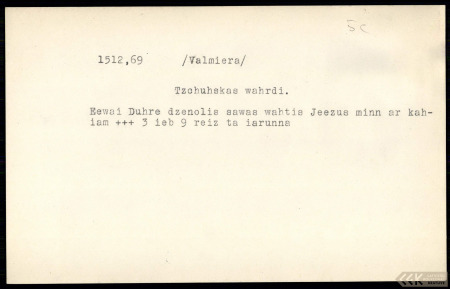 5c
1512,69 /Valmiera/
Tzchuhskas wahrdi.
Eewai Duhre dzenolis sawas wahtis Jeezus minn ar kah-
iam +++ 3 ieb 9 reiz ta iarunna